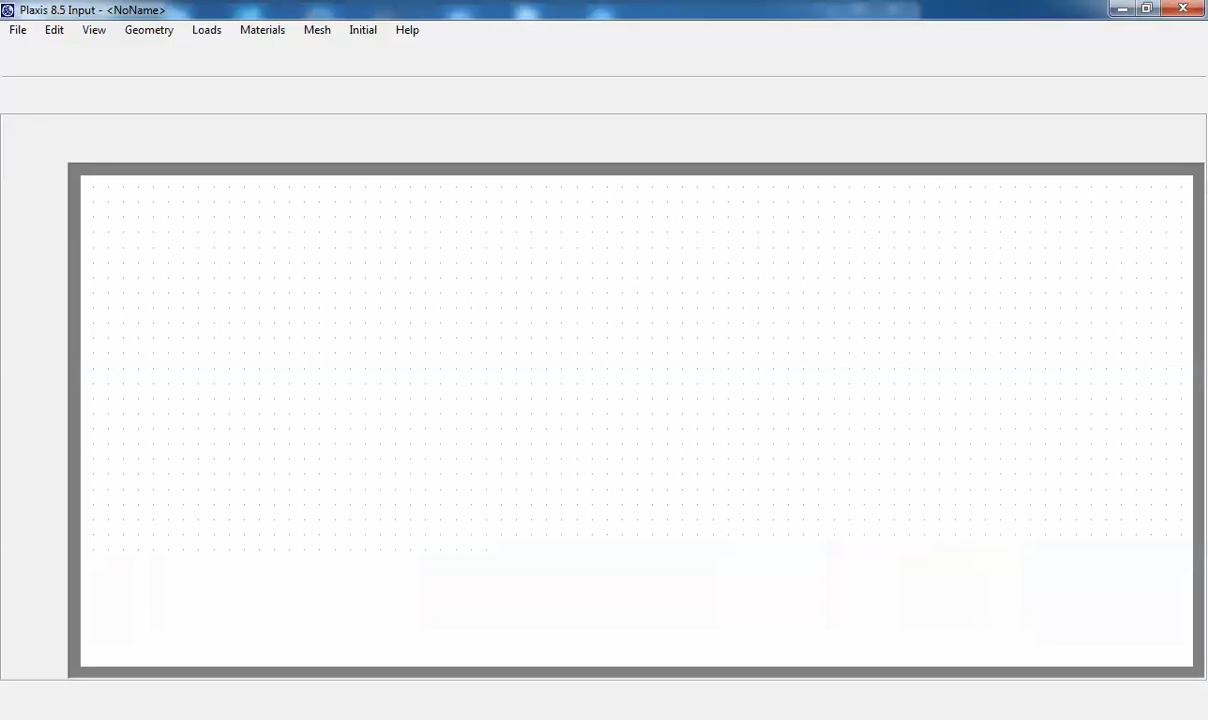 Plaxis 8.5 Input - <NoName>
File Edit View Geometry Loads Materials Mesh Initial Help